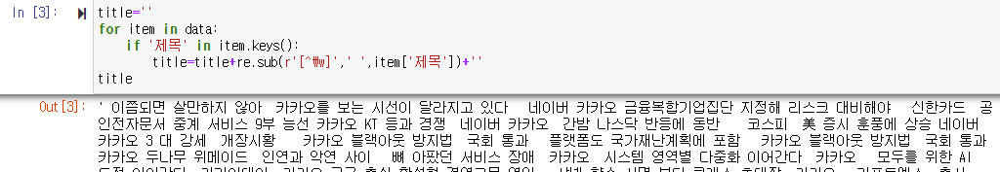 In [3]:
title=''
for item in data:
    if '제목' in item.keys():
        title=title+re.sub(r'[^₩w]',' ',item['제목'])+''
title
Out[3]:
' 이쯤되면 살만하지 않아  카카오를 보는 시선이 달라지고 있다   네이버 카카오 금융복합기업집단 지정해 리스크 대비해야   신한카드  공
인전자문서 중계 서비스 9부 능선 카카오 KT 등과 경쟁  네이버 카카오  간밤 나스닥 반등에 동반    코스피  美 증시 훈풍에 상승 네이버
카카오 3 대 강세  개장시황    카카오 블랙아웃 방지법  국회 통과   플랫폼도 국가재난계획에 포함   카카오 블랙아웃 방지법  국회 통과
카카오 두나무 위메이드  인연과 악연 사이   뼈 아팠던 서비스 장애  카카오  시스템 영역별 다중화 이어간다  카카오   모두를 위한 AI